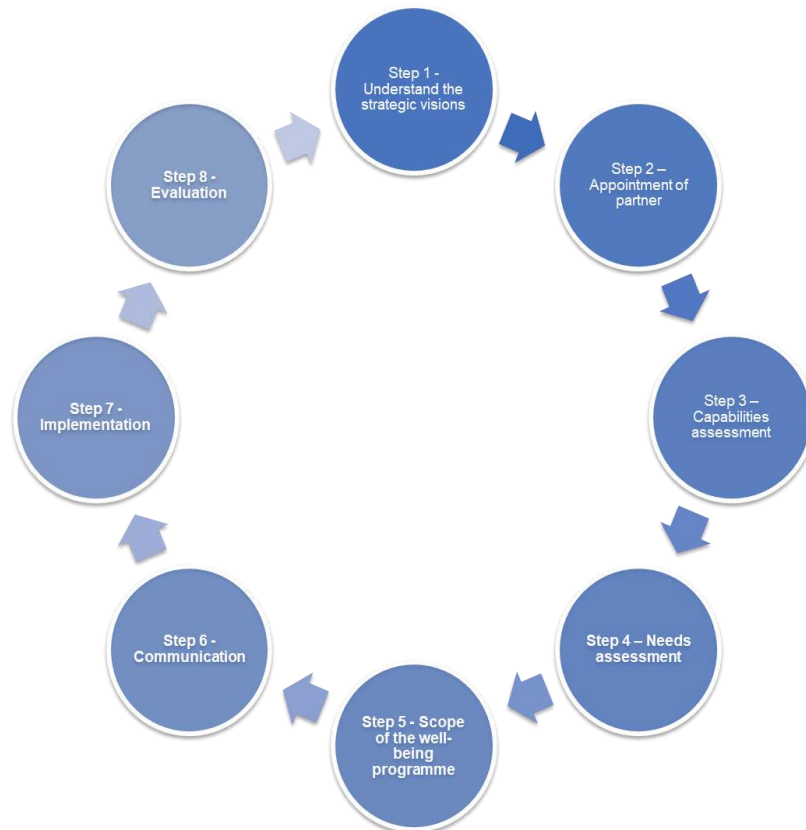 Step 1 -
Understand the
strategic visions
Step 2 –
Appointment of
partner
Step 3 –
Capabilities
assessment
Step 4 – Needs
assessment
Step 5 - Scope
of the well-
being
programme
Step 6 -
Communication
Step 7 -
Implementation
Step 8 -
Evaluation